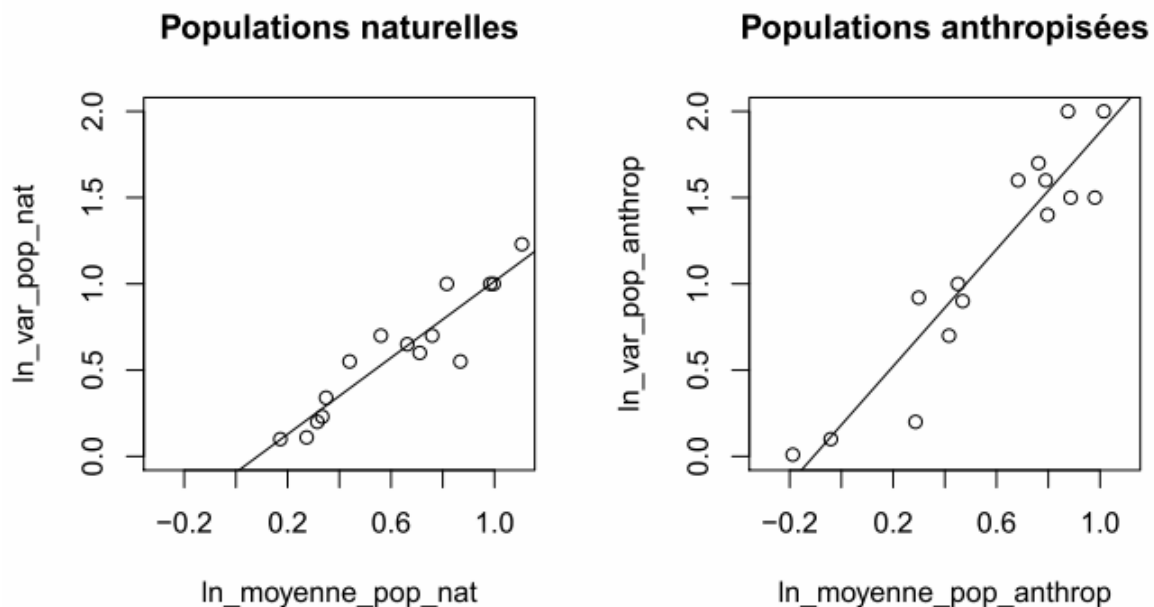 Populations naturelles
ln_var_pop_nat
2.0
1.5
1.0
0.5
0.0
−0.2 0.2 0.6 1.0
ln_moyenne_pop_nat
Populations anthropisées
ln_var_pop_anthrop
2.0
1.5
1.0
0.5
0.0
−0.2 0.2 0.6 1.0
ln_moyenne_pop_anthrop